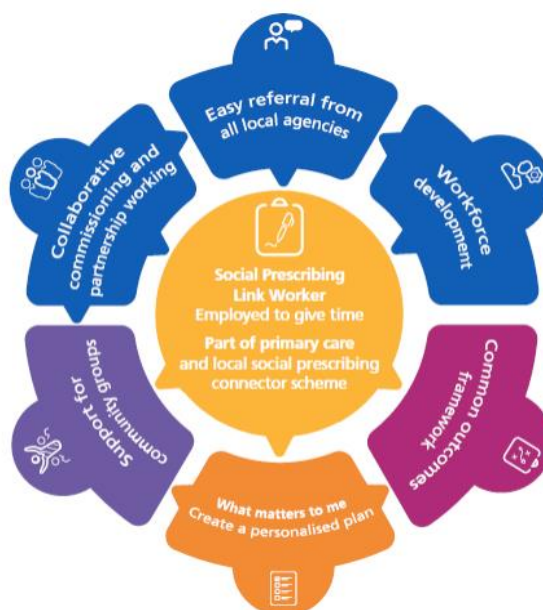 Easy referral from
all local agencies
Workforce
development
Common outcomes
framework
What matters to me
Create a personalised plan
Support for
community groups
Collaborative
commissioning and
partnership working
Social Prescribing
Link Worker
Employed to give time
Part of primary care
and local social prescribing
connector scheme